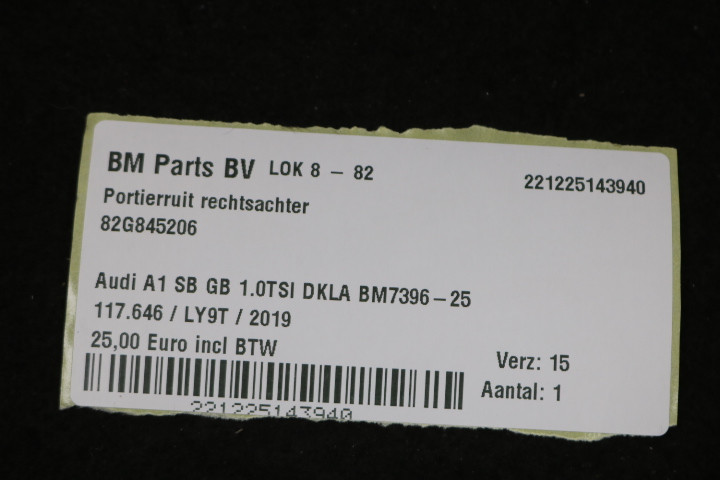 BM Parts BV LOK 8 – 82 221225143940
Portierruit rechtsachter
82G845206
Audi A1 SB GB 1.0TSI DKLA BM7396–25
117.646 / LY9T / 2019
25,00 Euro incl BTW
Verz: 15
Aantal: 1
221225143940